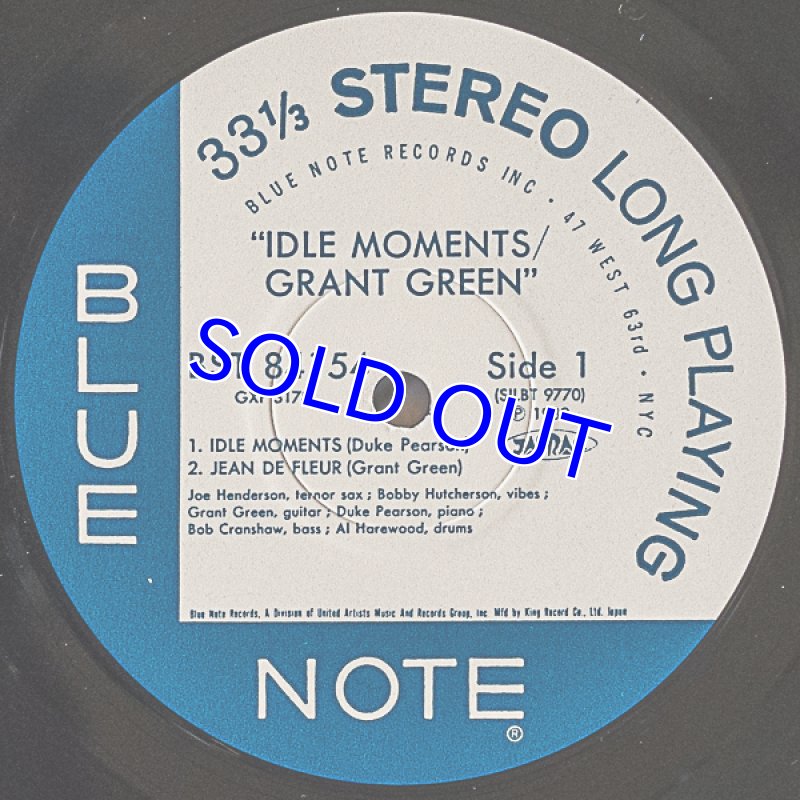 33⅓ STEREO LONG PLAYING
BLUE NOTE RECORDS INC · 47 WEST 63rd · NYC
"IDLE MOMENTS/
GRANT GREEN"
Side 1
(SILBT 9770)
SOLD OUT
1. IDLE MOMENTS (Duke Pearson)
2. JEAN DE FLEUR (Grant Green)
Joe Henderson, ternor sax ; Bobby Hutcherson, vibes ;
Grant Green, guitar ; Duke Pearson, piano ;
Bob Cranshaw, bass ; Al Harewood, drums
Blue Note Records, A Division of United Artists Music And Records Group, Inc. Mfd by King Record Co., Ltd. Japan
BLUE
NOTE
®